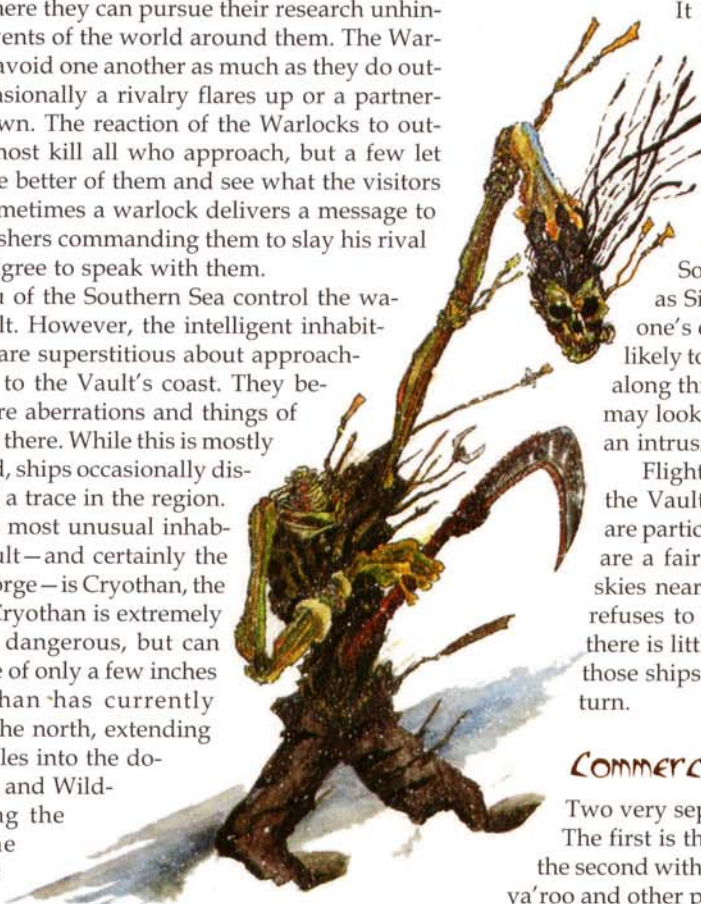 here they can pursue their research unhin-
vents of the world around them. The War-
avoid one another as much as they do out-
asionally a rivalry flares up or a partner-
wn. The reaction of the Warlocks to out-
most kill all who approach, but a few let
e better of them and see what the visitors
metimes a warlock delivers a message to
shers commanding them to slay his rival
gree to speak with them.
u of the Southern Sea control the wa-
lt. However, the intelligent inhabit-
are superstitious about approach-
to the Vault's coast. They be-
re aberrations and things of
there. While this is mostly
d, ships occasionally dis-
a trace in the region.
most unusual inhab-
ult—and certainly the
orge—is Cryothan, the
Cryothan is extremely
dangerous, but can
e of only a few inches
han has currently
he north, extending
les into the do-
and Wild-
ng the
ne
It
So
as Si
one's
likely to
along th
may look
an intrus
Flight
the Vault
are partic
are a fair
skies near
refuses to
there is littl
those ships
turn.
Commerc
Two very sep
The first is th
the second with
va'roo and other p